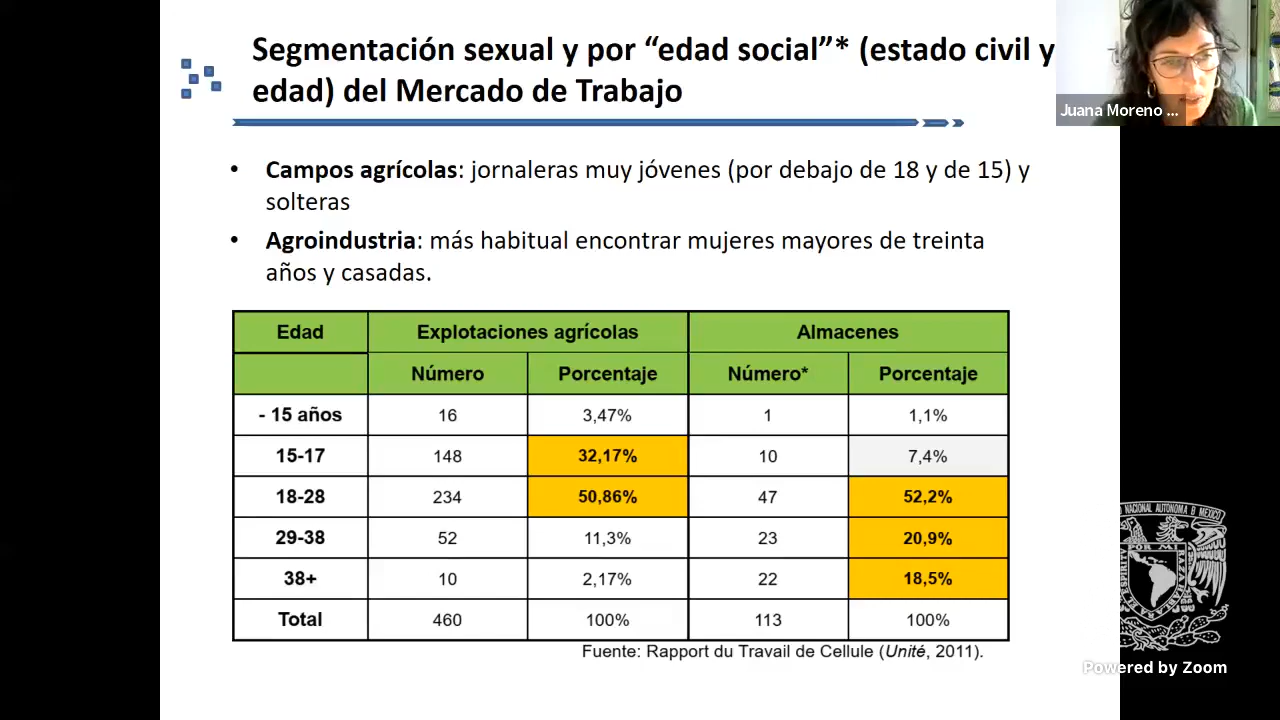 Segmentación sexual y por “edad social”* (estado civil y
edad) del Mercado de Trabajo
Juana Moreno ...
• Campos agrícolas: jornaleras muy jóvenes (por debajo de 18 y de 15) y
solteras
• Agroindustria: más habitual encontrar mujeres mayores de treinta
años y casadas.
Edad Explotaciones agrícolas Almacenes
Número Porcentaje Número* Porcentaje
- 15 años 16 3,47% 1 1,1%
15-17 148 32,17% 10 7,4%
18-28 234 50,86% 47 52,2%
29-38 52 11,3% 23 20,9%
38+ 10 2,17% 22 18,5%
Total 460 100% 113 100%
Fuente: Rapport du Travail de Cellule (Unité, 2011).
NACIONAL AUTONOMA
MEXICO
POR MI
Powered by Zoom